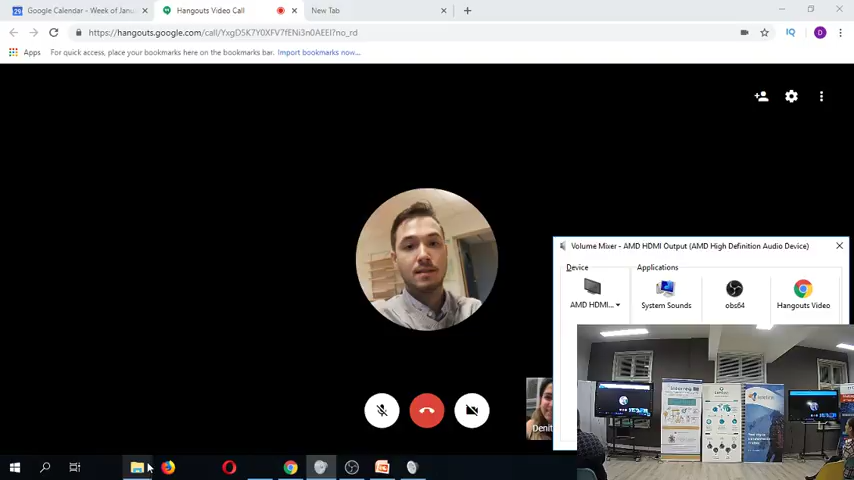 Google Calendar - Week of Janu
Hangouts Video Call
New Tab
https://hangouts.google.com/call/YxgD5K7Y0XFV7fENi3n0AEEI?no_rd
IQ
D
Apps
For quick access, place your bookmarks here on the bookmarks bar. Import bookmarks now...
Volume Mixer - AMD HDMI Output (AMD High Definition Audio Device)
Device
Applications
AMD HDMI...
System Sounds
obs64
Hangouts Video
Denit